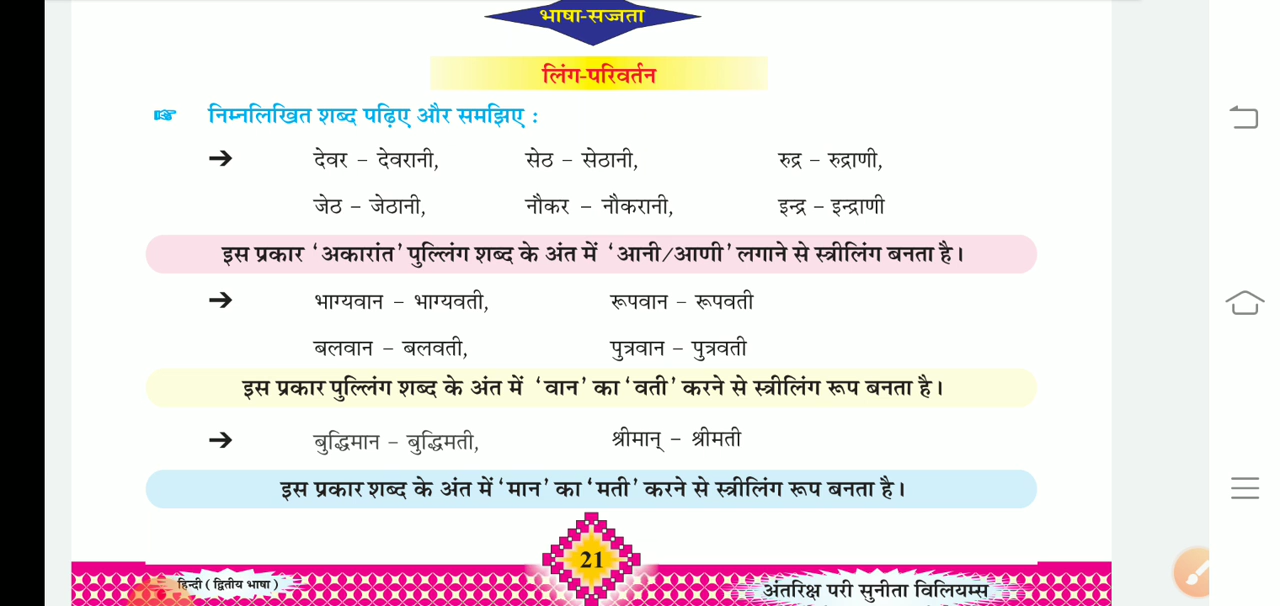 भाषा-सज्जता
लिंग-परिवर्तन
☞ निम्नलिखित शब्द पढ़िए और समझिए :
➔ देवर – देवरानी, सेठ – सेठानी, रुद्र – रुद्राणी,
जेठ – जेठानी, नौकर – नौकरानी, इन्द्र – इन्द्राणी
इस प्रकार ‘अकारांत’ पुल्लिंग शब्द के अंत में ‘आनी/आणी’ लगाने से स्त्रीलिंग बनता है।
➔ भाग्यवान – भाग्यवती, रूपवान – रूपवती
बलवान – बलवती, पुत्रवान – पुत्रवती
इस प्रकार पुल्लिंग शब्द के अंत में ‘वान’ का ‘वती’ करने से स्त्रीलिंग रूप बनता है।
➔ बुद्धिमान – बुद्धिमती, श्रीमान् – श्रीमती
इस प्रकार शब्द के अंत में ‘मान’ का ‘मती’ करने से स्त्रीलिंग रूप बनता है।
21
हिन्दी (द्वितीय भाषा) अंतरिक्ष परी सुनीता विलियम्स